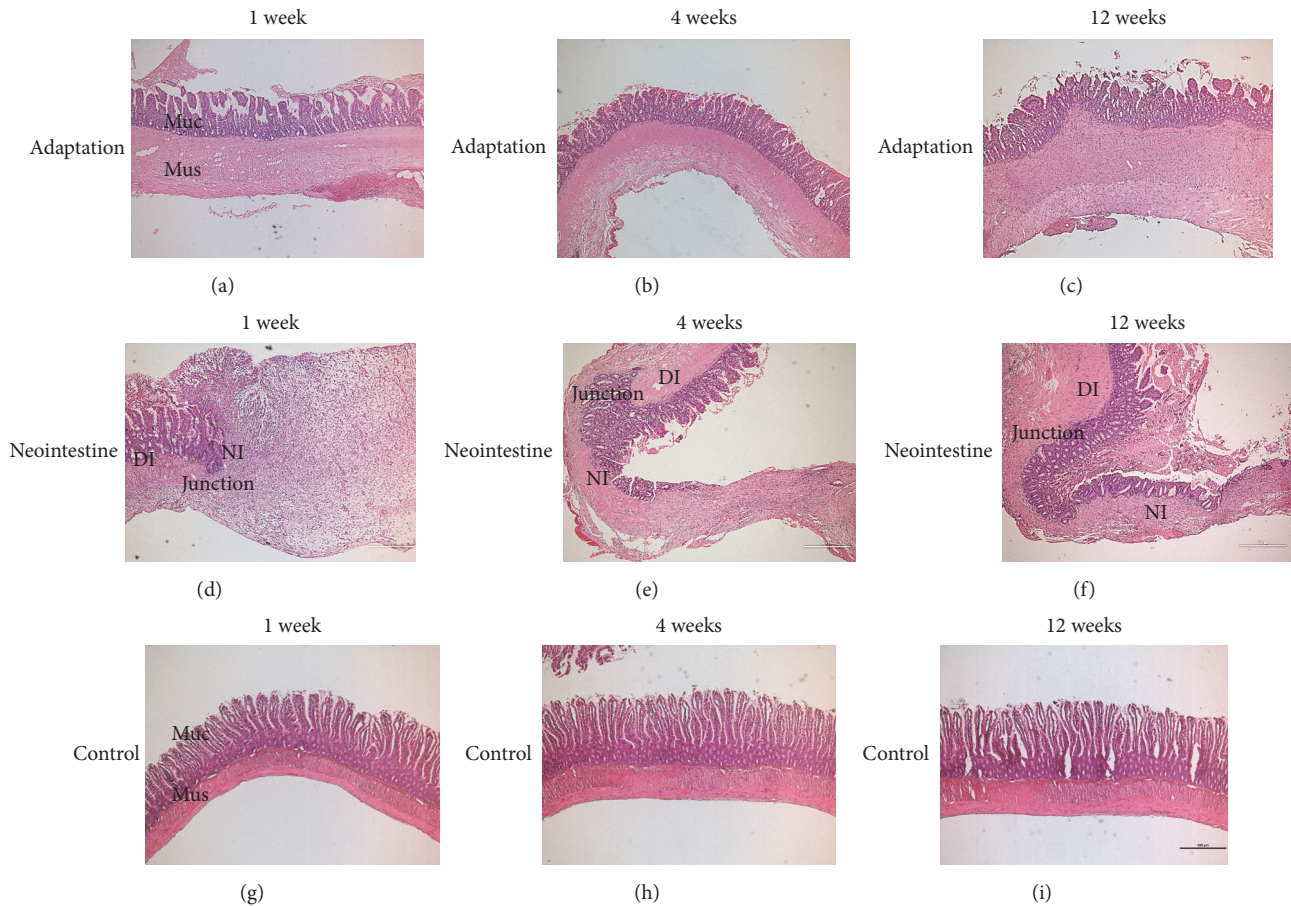 1 week
4 weeks
12 weeks
Adaptation
Muc
Mus
Adaptation
Adaptation
(a)
(b)
(c)
1 week
4 weeks
12 weeks
Neointestine
DI
NI
Junction
Neointestine
DI
Junction
NI
Neointestine
DI
Junction
NI
(d)
(e)
(f)
1 week
4 weeks
12 weeks
Control
Muc
Mus
Control
Control
(g)
(h)
(i)